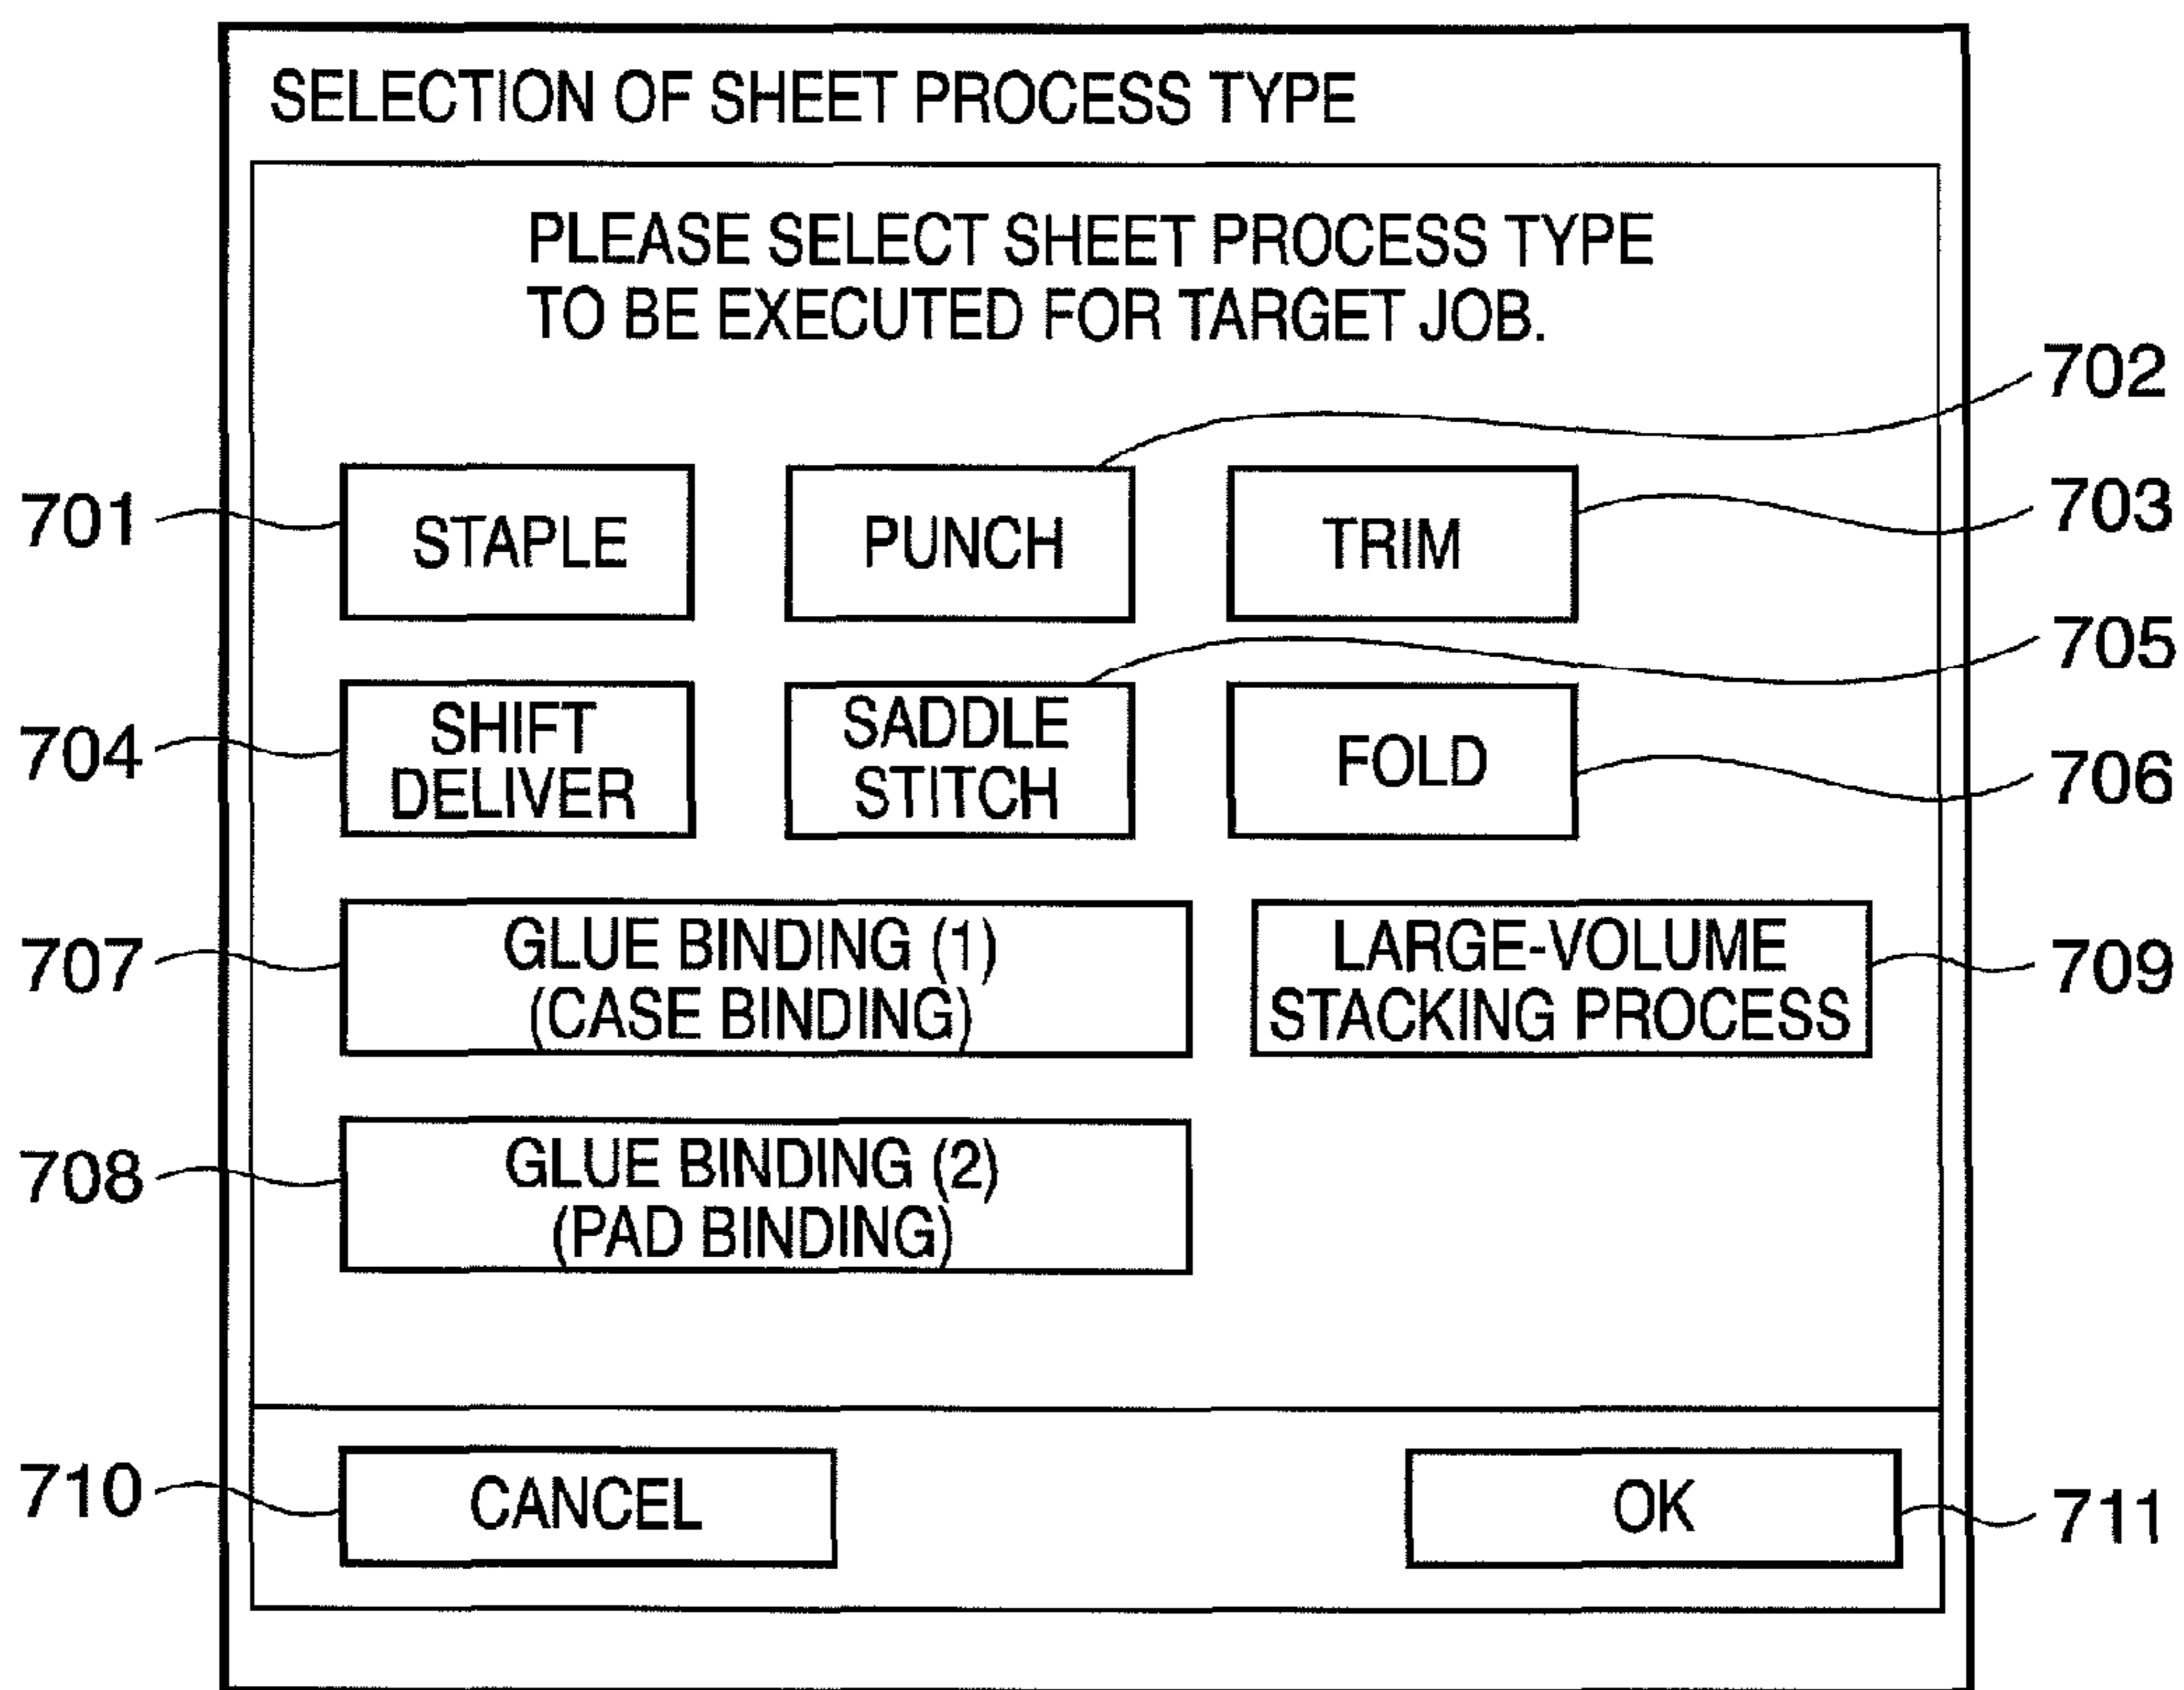 SELECTION OF SHEET PROCESS TYPE
PLEASE SELECT SHEET PROCESS TYPE
TO BE EXECUTED FOR TARGET JOB.
702
701
STAPLE
PUNCH
TRIM
703
705
704
SHIFT
DELIVER
SADDLE
STITCH
FOLD
706
707
GLUE BINDING (1)
(CASE BINDING)
LARGE-VOLUME
STACKING PROCESS
709
708
GLUE BINDING (2)
(PAD BINDING)
710
CANCEL
OK
711